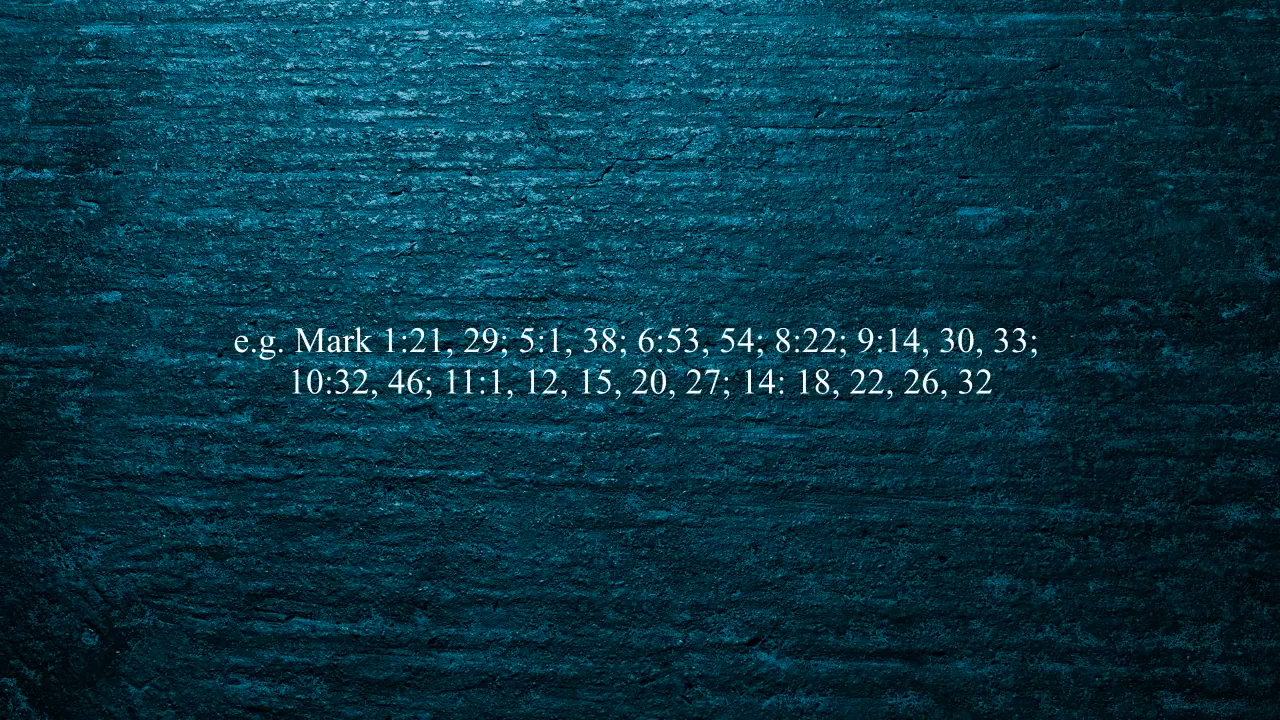 e.g. Mark 1:21, 29; 5:1, 38; 6:53, 54; 8:22; 9:14, 30, 33;
10:32, 46; 11:1, 12, 15, 20, 27; 14: 18, 22, 26, 32